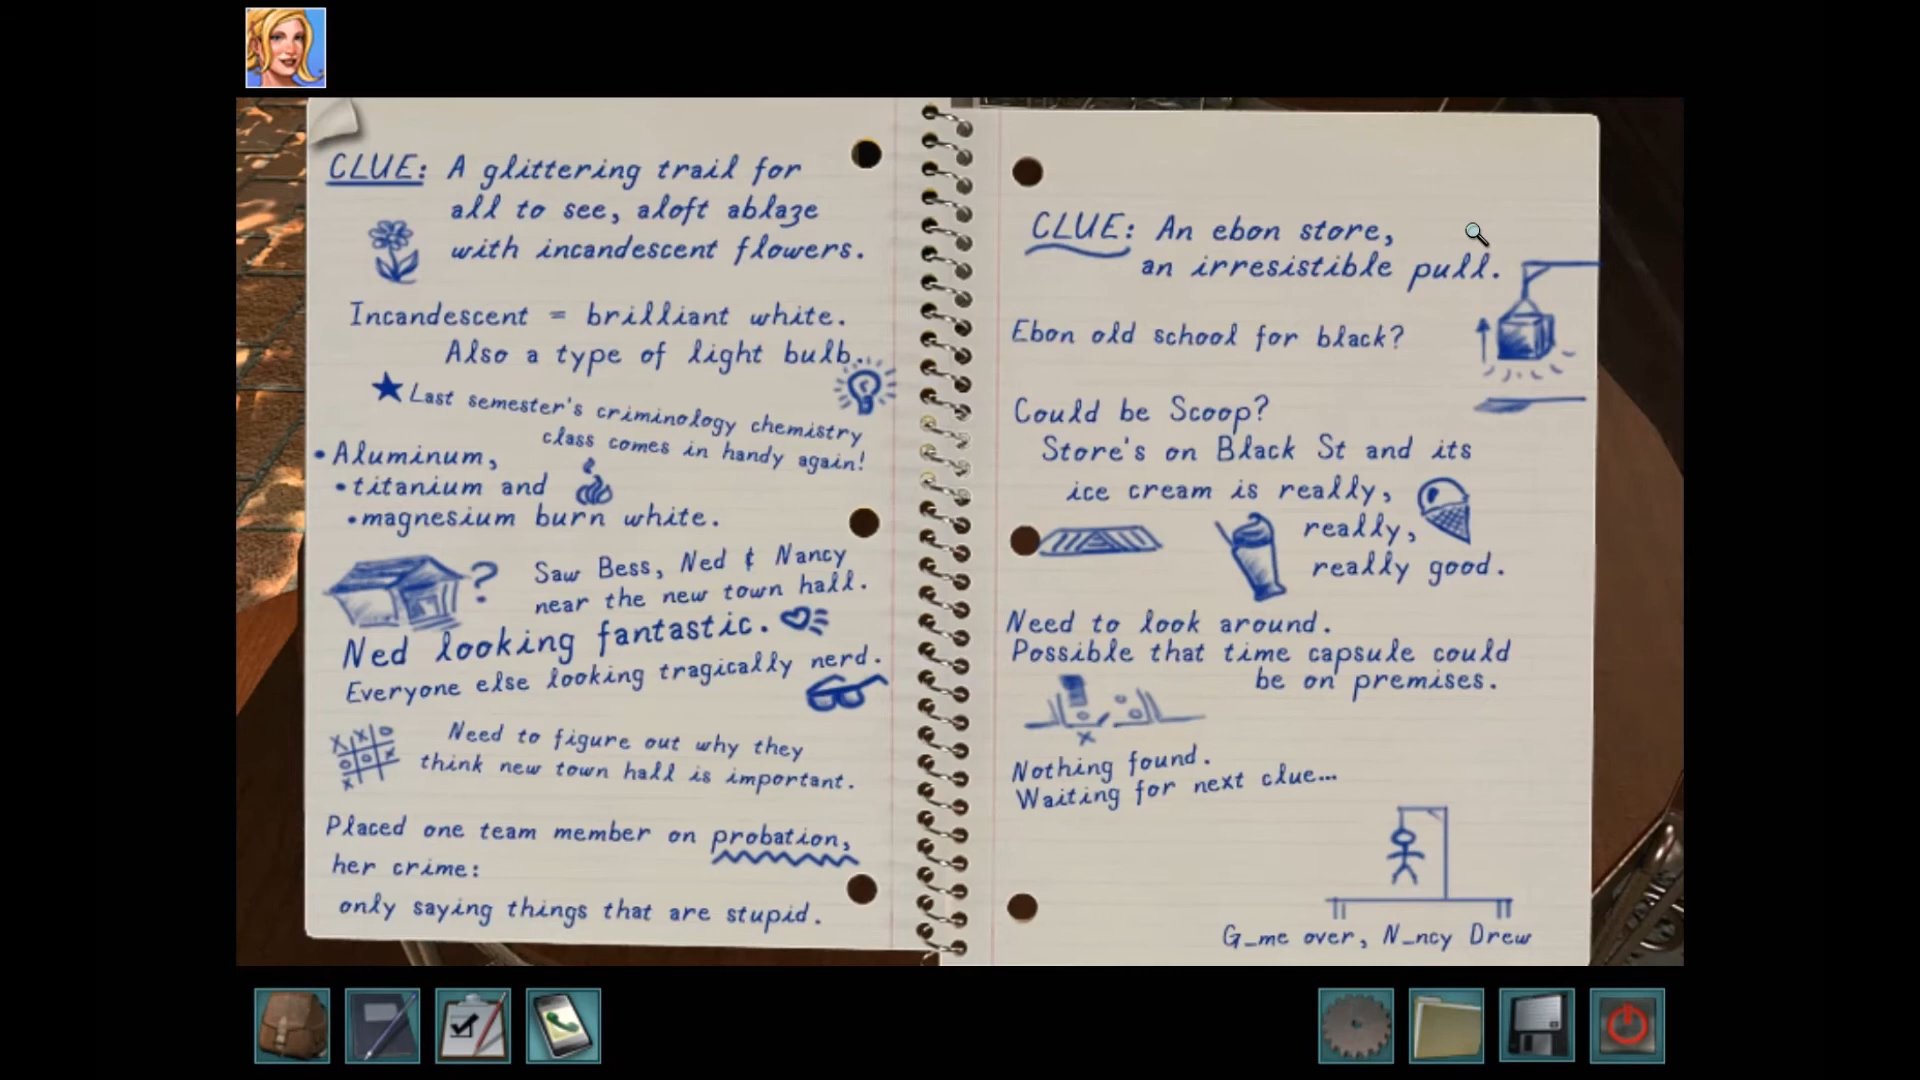 CLUE: A glittering trail for
all to see, aloft ablaze
with incandescent flowers.
Incandescent = brilliant white.
Also a type of light bulb.
★ Last semester's criminology chemistry
class comes in handy again!
• Aluminum,
• titanium and
• magnesium burn white.
? Saw Bess, Ned & Nancy
near the new town hall.
Ned looking fantastic.
Everyone else looking tragically nerd.
Need to figure out why they
think new town hall is important.
Placed one team member on probation,
her crime:
only saying things that are stupid.
CLUE: An ebon store,
an irresistible pull.
Ebon old school for black?
Could be Scoop?
Store's on Black St and its
ice cream is really,
really,
really good.
Need to look around.
Possible that time capsule could
be on premises.
Nothing found.
Waiting for next clue...
G_me over, N_ncy Drew